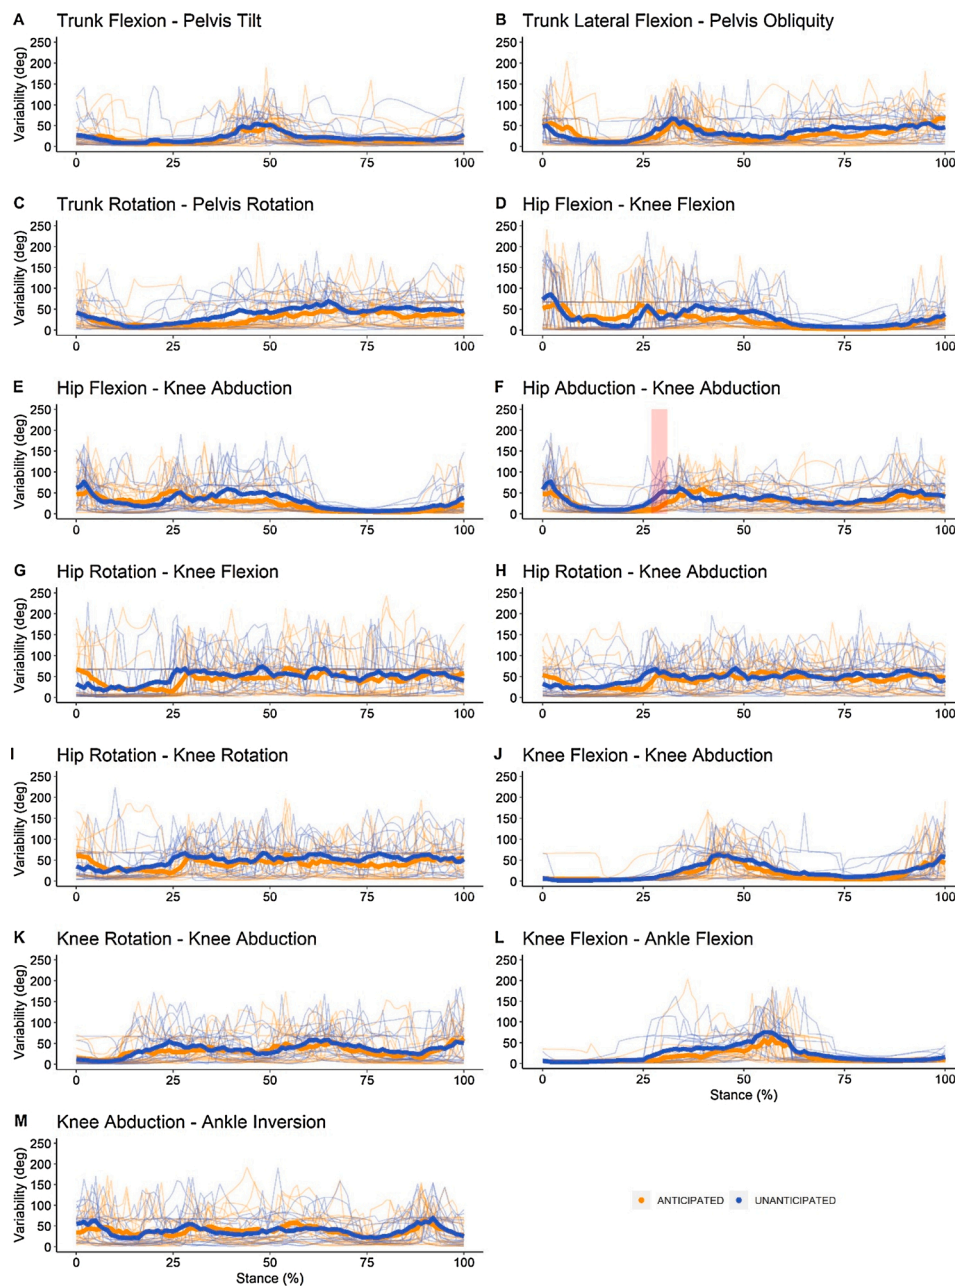 A Trunk Flexion - Pelvis Tilt
B Trunk Lateral Flexion - Pelvis Obliquity
Variability (deg)
250
200
150
100
50
0
0 25 50 75 100
250
200
150
100
50
0
0 25 50 75 100
C Trunk Rotation - Pelvis Rotation
D Hip Flexion - Knee Flexion
Variability (deg)
250
200
150
100
50
0
0 25 50 75 100
250
200
150
100
50
0
0 25 50 75 100
E Hip Flexion - Knee Abduction
F Hip Abduction - Knee Abduction
Variability (deg)
250
200
150
100
50
0
0 25 50 75 100
250
200
150
100
50
0
0 25 50 75 100
G Hip Rotation - Knee Flexion
H Hip Rotation - Knee Abduction
Variability (deg)
250
200
150
100
50
0
0 25 50 75 100
250
200
150
100
50
0
0 25 50 75 100
I Hip Rotation - Knee Rotation
J Knee Flexion - Knee Abduction
Variability (deg)
250
200
150
100
50
0
0 25 50 75 100
250
200
150
100
50
0
0 25 50 75 100
K Knee Rotation - Knee Abduction
L Knee Flexion - Ankle Flexion
Variability (deg)
250
200
150
100
50
0
0 25 50 75 100
250
200
150
100
50
0
0 25 50 75 100
Stance (%)
M Knee Abduction - Ankle Inversion
Variability (deg)
250
200
150
100
50
0
0 25 50 75 100
Stance (%)
ANTICIPATED UNANTICIPATED